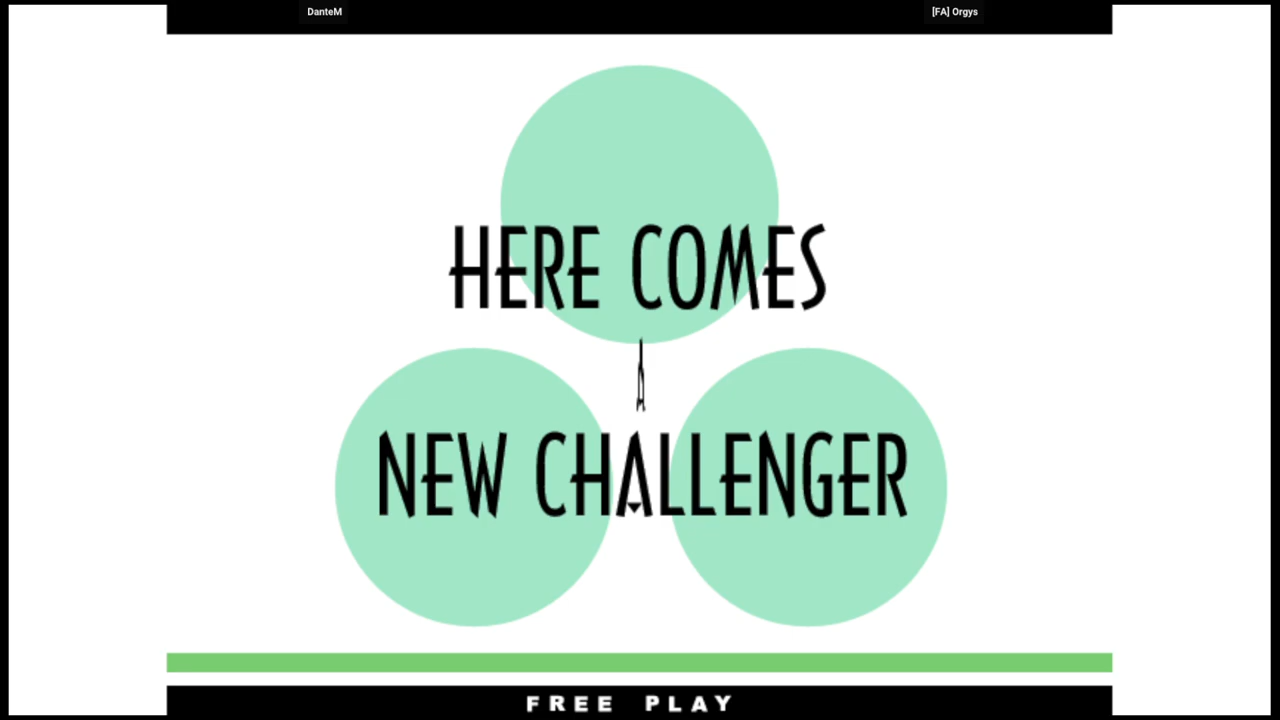 DanteM
[FA] Orgys
HERE COMES
A
NEW CHALLENGER
FREE PLAY